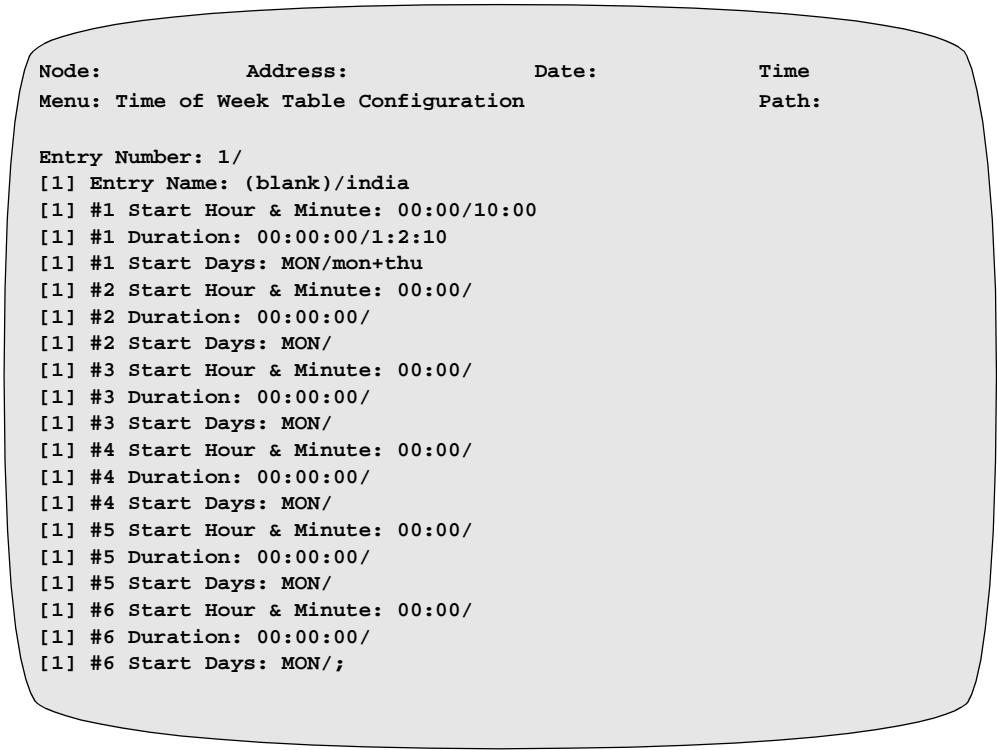 Node: Address: Date: Time
Menu: Time of Week Table Configuration Path:
Entry Number: 1/
[1] Entry Name: (blank)/india
[1] #1 Start Hour & Minute: 00:00/10:00
[1] #1 Duration: 00:00:00/1:2:10
[1] #1 Start Days: MON/mon+thu
[1] #2 Start Hour & Minute: 00:00/
[1] #2 Duration: 00:00:00/
[1] #2 Start Days: MON/
[1] #3 Start Hour & Minute: 00:00/
[1] #3 Duration: 00:00:00/
[1] #3 Start Days: MON/
[1] #4 Start Hour & Minute: 00:00/
[1] #4 Duration: 00:00:00/
[1] #4 Start Days: MON/
[1] #5 Start Hour & Minute: 00:00/
[1] #5 Duration: 00:00:00/
[1] #5 Start Days: MON/
[1] #6 Start Hour & Minute: 00:00/
[1] #6 Duration: 00:00:00/
[1] #6 Start Days: MON/;